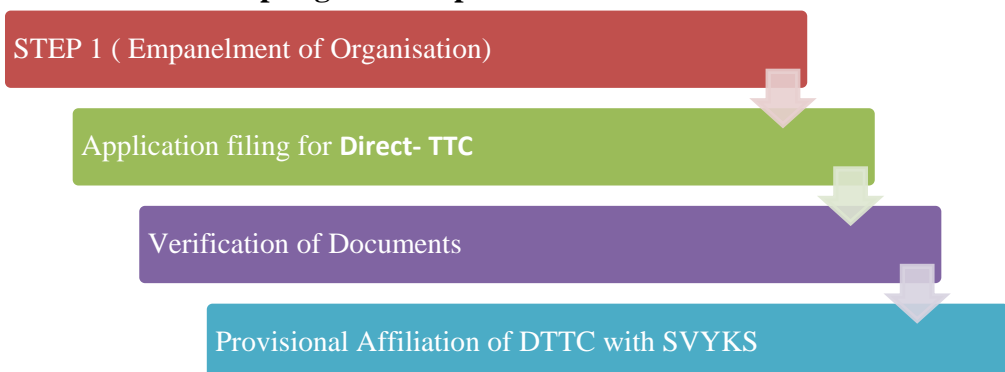 STEP 1 ( Empanelment of Organisation)
Application filing for Direct- TTC
Verification of Documents
Provisional Affiliation of DTTC with SVYKS